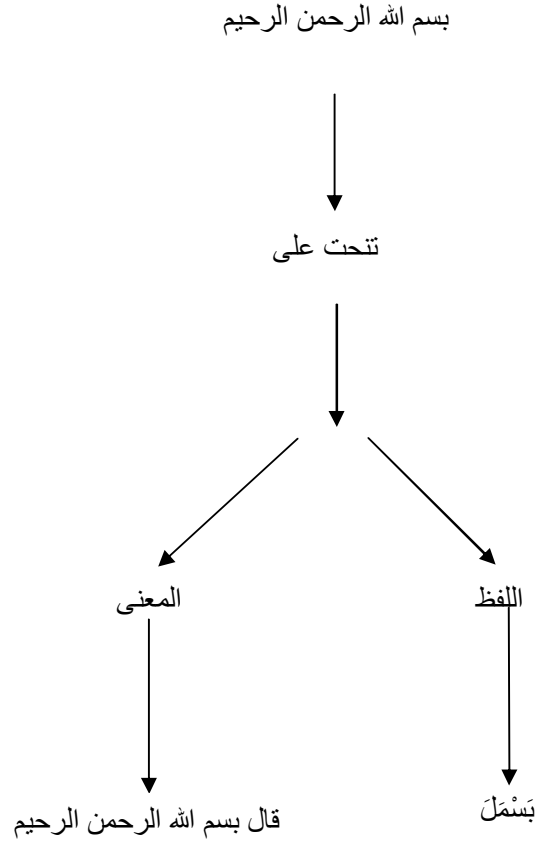 بسم الله الرحمن الرحيم
تنحت على
اللفظ
المعنى
بَسْمَلَ
قال بسم الله الرحمن الرحيم